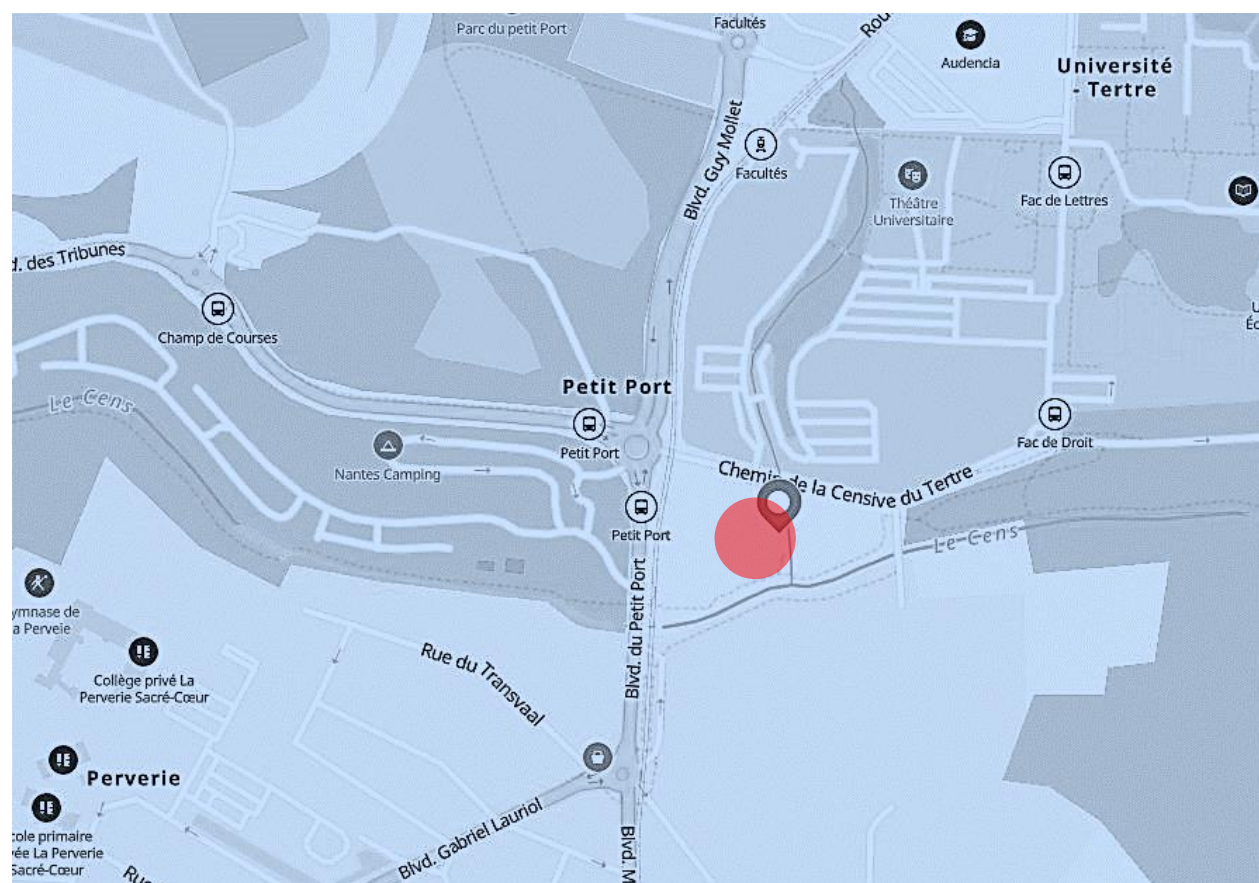 Facultés
Parc du petit Port
Audencia
Université
- Tertre
Blvd. Guy Mollet
Facultés
Théâtre
Universitaire
Fac de Lettres
d. des Tribunes
Champ de Courses
Le Cens
Petit Port
Petit Port
Nantes Camping
Fac de Droit
Chemin de la Censive du Tertre
Petit Port
Le Cens
Blvd. du Petit Port
ymnase de
a Perveie
Collège privé La
Perverie Sacré-Cœur
Rue du Transvaal
Perverie
cole primaire
vée La Perverie
Sacré-Cœur
Blvd. Gabriel Lauriol